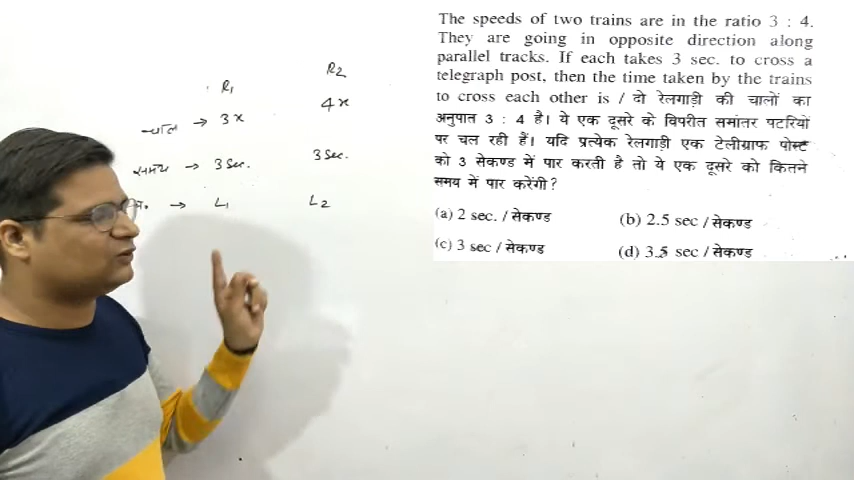 The speeds of two trains are in the ratio 3 : 4.
They are going in opposite direction along
parallel tracks. If each takes 3 sec. to cross a
telegraph post, then the time taken by the trains
to cross each other is / दो रेलगाड़ी की चालों का
अनुपात 3 : 4 है। ये एक दूसरे के विपरीत समांतर पटरियों
पर चल रही हैं। यदि प्रत्येक रेलगाड़ी एक टेलीग्राफ पोस्ट
को 3 सेकण्ड में पार करती है तो ये एक दूसरे को कितने
समय में पार करेंगी?
(a) 2 sec. / सेकण्ड (b) 2.5 sec / सेकण्ड
(c) 3 sec / सेकण्ड (d) 3.5 sec / सेकण्ड
R1 R2
चाल → 3x 4x
समय → 3 sec. 3 sec.
→ L1 L2